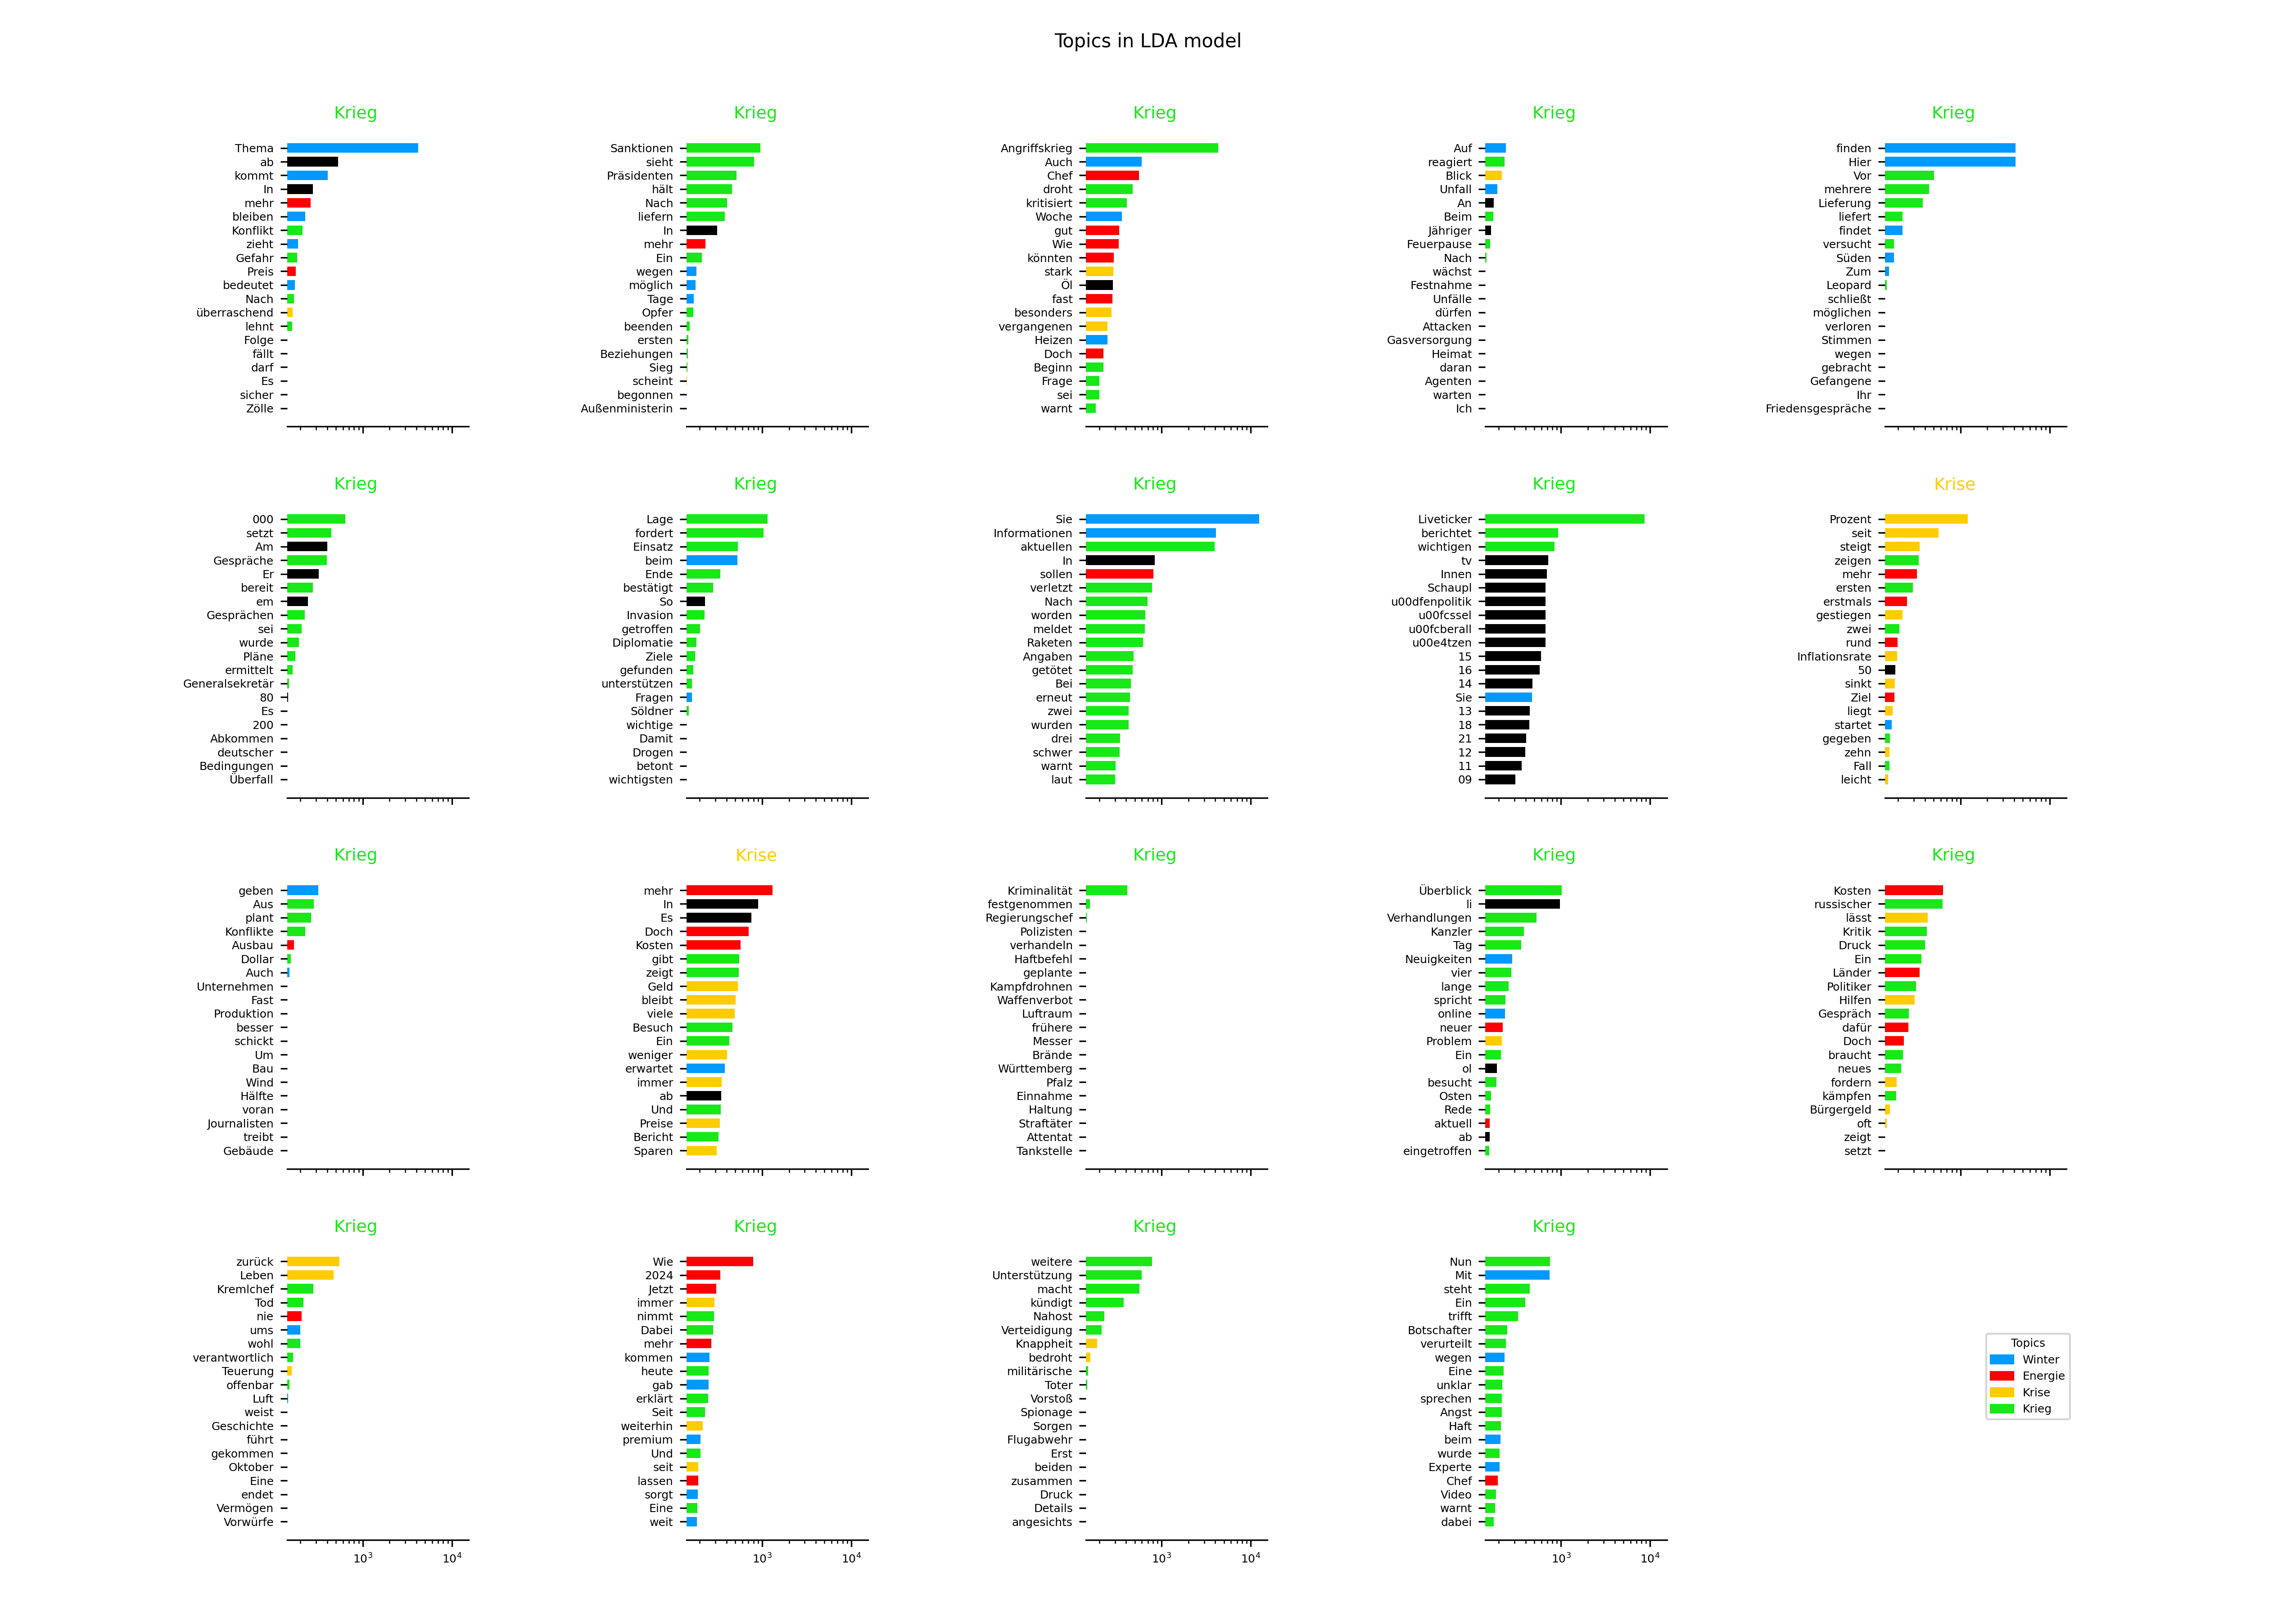 Topics in LDA model
Krieg
Thema
ab
kommt
In
mehr
bleiben
Konflikt
zieht
Gefahr
Preis
bedeutet
Nach
überraschend
lehnt
Folge
fällt
darf
Es
sicher
Zölle
Krieg
Sanktionen
sieht
Präsidenten
hält
Nach
liefern
In
mehr
Ein
wegen
möglich
Tage
Opfer
beenden
ersten
Beziehungen
Sieg
scheint
begonnen
Außenministerin
Krieg
Angriffskrieg
Auch
Chef
droht
kritisiert
Woche
gut
Wie
könnten
stark
Öl
fast
besonders
vergangenen
Heizen
Doch
Beginn
Frage
sei
warnt
Krieg
Auf
reagiert
Blick
Unfall
An
Beim
Jähriger
Feuerpause
Nach
wächst
Festnahme
Unfälle
dürfen
Attacken
Gasversorgung
Heimat
daran
Agenten
warten
Ich
Krieg
finden
Hier
Vor
mehrere
Lieferung
liefert
findet
versucht
Süden
Zum
Leopard
schließt
möglichen
verloren
Stimmen
wegen
gebracht
Gefangene
Ihr
Friedensgespräche
Krieg
000
setzt
Am
Gespräche
Er
bereit
em
Gesprächen
sei
wurde
Pläne
ermittelt
Generalsekretär
80
Es
200
Abkommen
deutscher
Bedingungen
Überfall
Krieg
Lage
fordert
Einsatz
beim
Ende
bestätigt
So
Invasion
getroffen
Diplomatie
Ziele
gefunden
unterstützen
Fragen
Söldner
wichtige
Damit
Drogen
betont
wichtigsten
Krieg
Sie
Informationen
aktuellen
In
sollen
verletzt
Nach
worden
meldet
Raketen
Angaben
getötet
Bei
erneut
zwei
wurden
drei
schwer
warnt
laut
Krieg
Liveticker
berichtet
wichtigen
tv
Innen
Schaupl
u00dfenpolitik
u00fcssel
u00fcberall
u00e4tzen
15
16
14
Sie
13
18
21
12
11
09
Krise
Prozent
seit
steigt
zeigen
mehr
ersten
erstmals
gestiegen
zwei
rund
Inflationsrate
50
sinkt
Ziel
liegt
startet
gegeben
zehn
Fall
leicht
Krieg
geben
Aus
plant
Konflikte
Ausbau
Dollar
Auch
Unternehmen
Fast
Produktion
besser
schickt
Um
Bau
Wind
Hälfte
voran
Journalisten
treibt
Gebäude
Krise
mehr
In
Es
Doch
Kosten
gibt
zeigt
Geld
bleibt
viele
Besuch
Ein
weniger
erwartet
immer
ab
Und
Preise
Bericht
Sparen
Krieg
Kriminalität
festgenommen
Regierungschef
Polizisten
verhandeln
Haftbefehl
geplante
Kampfdrohnen
Waffenverbot
Luftraum
frühere
Messer
Brände
Württemberg
Pfalz
Einnahme
Haltung
Straftäter
Attentat
Tankstelle
Krieg
Überblick
li
Verhandlungen
Kanzler
Tag
Neuigkeiten
vier
lange
spricht
online
neuer
Problem
Ein
ol
besucht
Osten
Rede
aktuell
ab
eingetroffen
Krieg
Kosten
russischer
lässt
Kritik
Druck
Ein
Länder
Politiker
Hilfen
Gespräch
dafür
Doch
braucht
neues
fordern
kämpfen
Bürgergeld
oft
zeigt
setzt
Krieg
zurück
Leben
Kremlchef
Tod
nie
ums
wohl
verantwortlich
Teuerung
offenbar
Luft
weist
Geschichte
führt
gekommen
Oktober
Eine
endet
Vermögen
Vorwürfe
10³ 10⁴
Krieg
Wie
2024
Jetzt
immer
nimmt
Dabei
mehr
kommen
heute
gab
erklärt
Seit
weiterhin
premium
Und
seit
lassen
sorgt
Eine
weit
10³ 10⁴
Krieg
weitere
Unterstützung
macht
kündigt
Nahost
Verteidigung
Knappheit
bedroht
militärische
Toter
Vorstoß
Spionage
Sorgen
Flugabwehr
Erst
beiden
zusammen
Druck
Details
angesichts
10³ 10⁴
Krieg
Nun
Mit
steht
Ein
trifft
Botschafter
verurteilt
wegen
Eine
unklar
sprechen
Angst
Haft
beim
wurde
Experte
Chef
Video
warnt
dabei
10³ 10⁴
Topics
Winter
Energie
Krise
Krieg